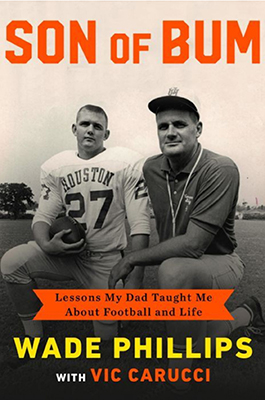 SON OF BUM
HOUSTON
27
Lessons My Dad Taught Me
About Football and Life
WADE PHILLIPS
WITH VIC CARUCCI